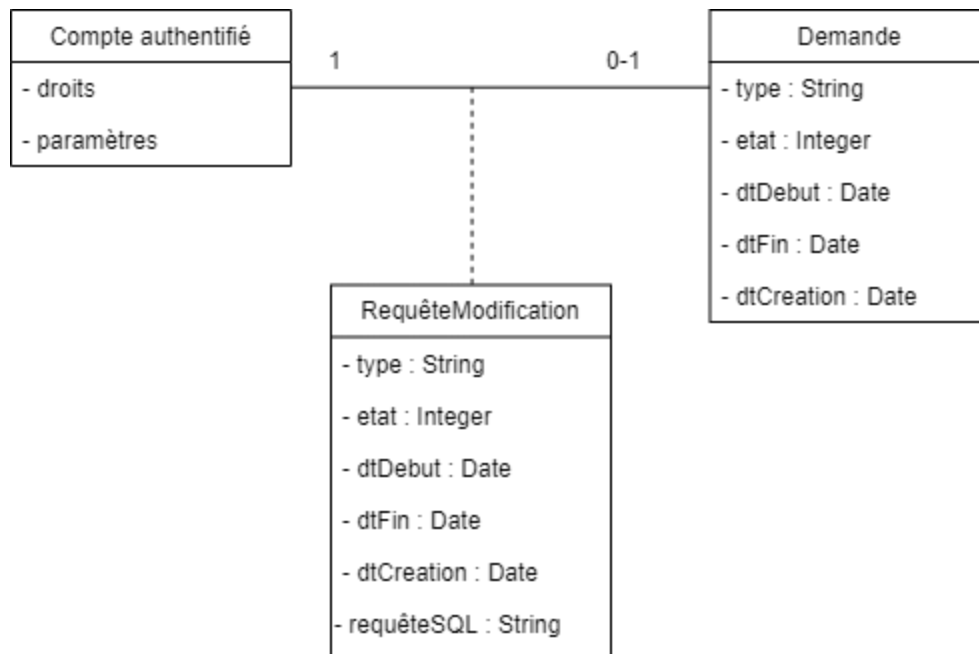 Compte authentifié
- droits
- paramètres
1
0-1
Demande
- type : String
- etat : Integer
- dtDebut : Date
- dtFin : Date
- dtCreation : Date
RequêteModification
- type : String
- etat : Integer
- dtDebut : Date
- dtFin : Date
- dtCreation : Date
- requêteSQL : String